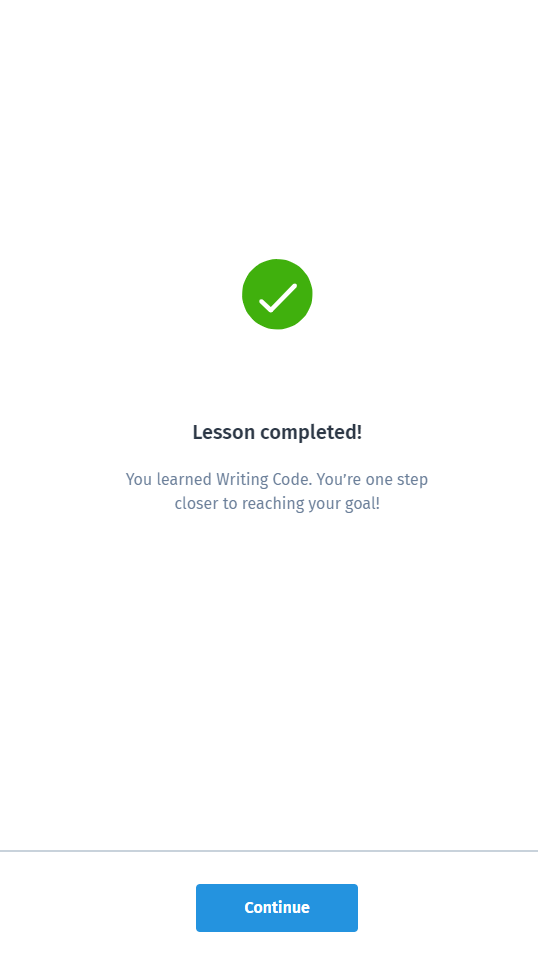 Lesson completed!
You learned Writing Code. You're one step
closer to reaching your goal!
Continue